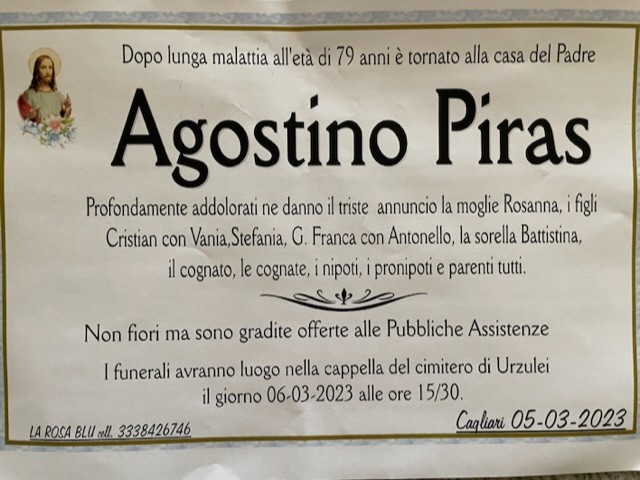 Dopo lunga malattia all'età di 79 anni è tornato alla casa del Padre
Agostino Piras
Profondamente addolorati ne danno il triste annuncio la moglie Rosanna, i figli
Cristian con Vania,Stefania, G. Franca con Antonello, la sorella Battistina,
il cognato, le cognate, i nipoti, i pronipoti e parenti tutti.
Non fiori ma sono gradite offerte alle Pubbliche Assistenze
I funerali avranno luogo nella cappella del cimitero di Urzulei
il giorno 06-03-2023 alle ore 15/30.
Cagliari 05-03-2023
LA ROSA BLU cell. 3338426746